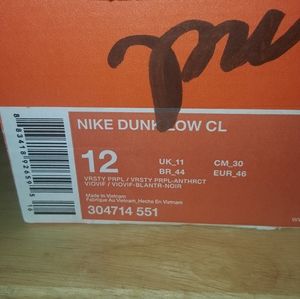 NIKE DUNK LOW CL
12
UK_11 CM_30
BR_44 EUR_46
VRSTY PRPL / VRSTY PRPL-ANTHRCT
VIOVIF / VIOVIF-BLANTR-NOIR
Made in Vietnam
Fabriqué Au Vietnam_Hecho En Vietnam
304714 551